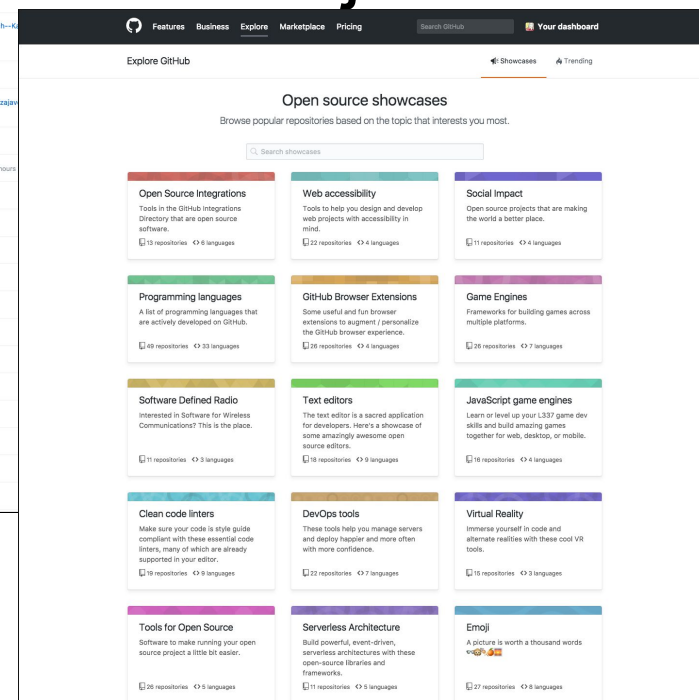 h--Ka
zajav
hours
Features Business Explore Marketplace Pricing Search GitHub Your dashboard
Explore GitHub Showcases Trending
Open source showcases
Browse popular repositories based on the topic that interests you most.
Search showcases
Open Source Integrations
Tools in the GitHub Integrations
Directory that are open source
software.
13 repositories <> 6 languages
Web accessibility
Tools to help you design and develop
web projects with accessibility in
mind.
22 repositories <> 4 languages
Social Impact
Open source projects that are making
the world a better place.
11 repositories <> 4 languages
Programming languages
A list of programming languages that
are actively developed on GitHub.
49 repositories <> 33 languages
GitHub Browser Extensions
Some useful and fun browser
extensions to augment / personalize
the GitHub browser experience.
26 repositories <> 4 languages
Game Engines
Frameworks for building games across
multiple platforms.
26 repositories <> 7 languages
Software Defined Radio
Interested in Software for Wireless
Communications? This is the place.
11 repositories <> 3 languages
Text editors
The text editor is a sacred application
for developers. Here's a showcase of
some amazingly awesome open
source editors.
18 repositories <> 9 languages
JavaScript game engines
Learn or level up your L337 game dev
skills and build amazing games
together for web, desktop, or mobile.
16 repositories <> 4 languages
Clean code linters
Make sure your code is style guide
compliant with these essential code
linters, many of which are already
supported in your editor.
19 repositories <> 9 languages
DevOps tools
These tools help you manage servers
and deploy happier and more often
with more confidence.
22 repositories <> 7 languages
Virtual Reality
Immerse yourself in code and
alternate realities with these cool VR
tools.
15 repositories <> 3 languages
Tools for Open Source
Software to make running your open
source project a little bit easier.
26 repositories <> 5 languages
Serverless Architecture
Build powerful, event-driven,
serverless architectures with these
open-source libraries and
frameworks.
11 repositories <> 5 languages
Emoji
A picture is worth a thousand words
27 repositories <> 6 languages